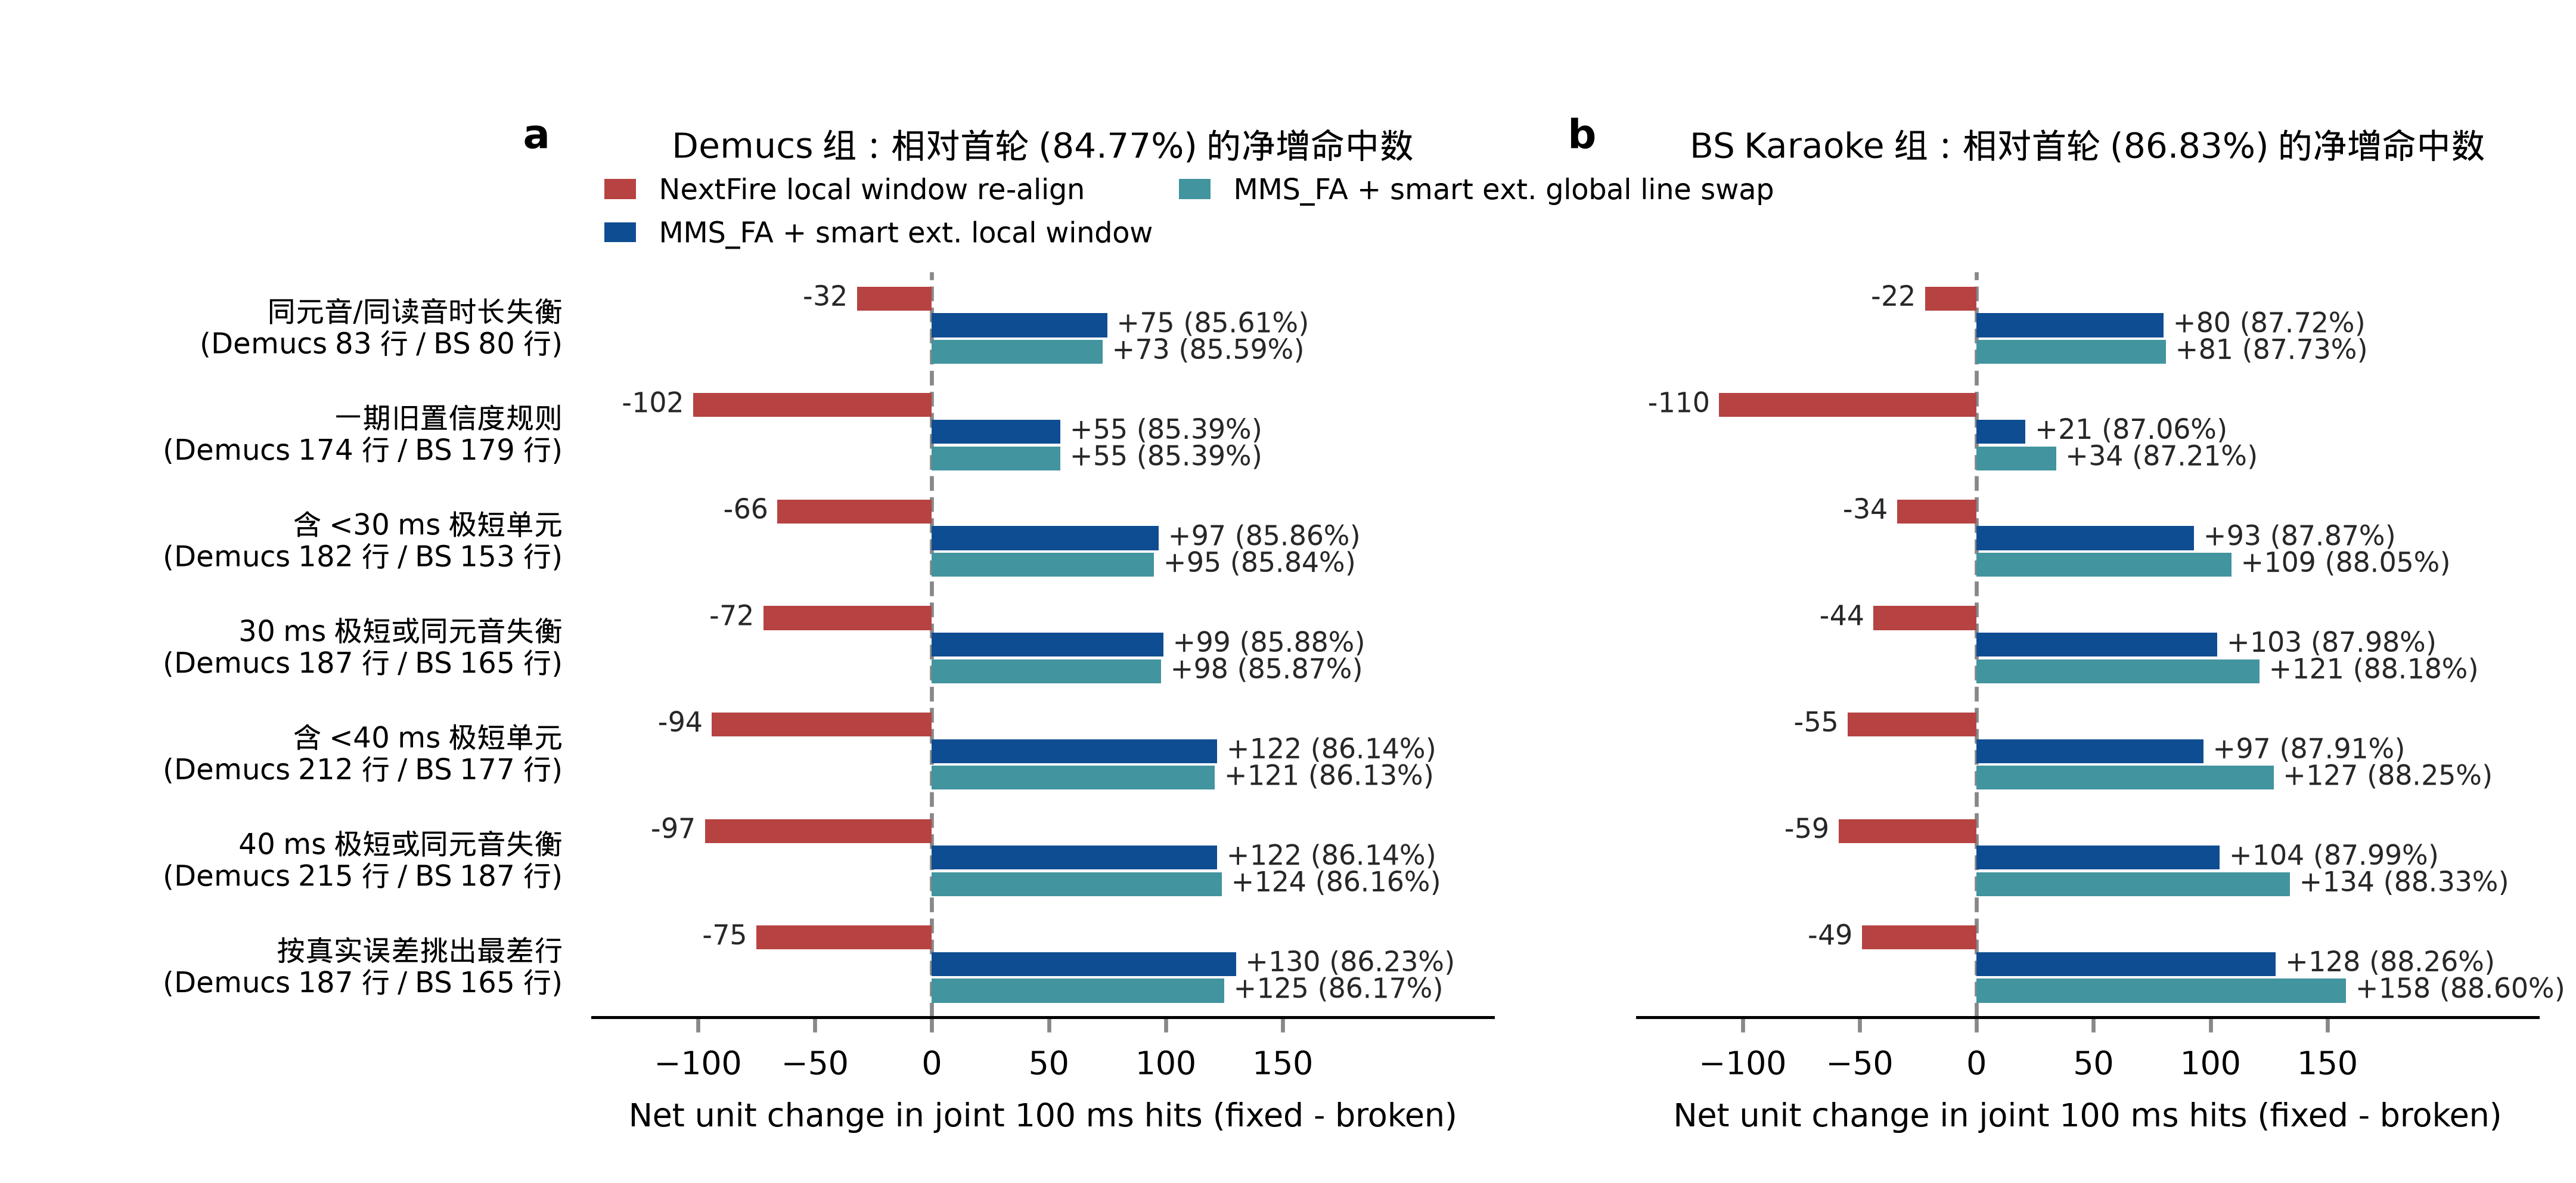 a
Demucs 组：相对首轮 (84.77%) 的净增命中数
NextFire local window re-align
MMS_FA + smart ext. local window
MMS_FA + smart ext. global line swap
同元音/同读音时长失衡
(Demucs 83 行 / BS 80 行)
一期旧置信度规则
(Demucs 174 行 / BS 179 行)
含 <30 ms 极短单元
(Demucs 182 行 / BS 153 行)
30 ms 极短或同元音失衡
(Demucs 187 行 / BS 165 行)
含 <40 ms 极短单元
(Demucs 212 行 / BS 177 行)
40 ms 极短或同元音失衡
(Demucs 215 行 / BS 187 行)
按真实误差挑出最差行
(Demucs 187 行 / BS 165 行)
-32
+75 (85.61%)
+73 (85.59%)
-102
+55 (85.39%)
+55 (85.39%)
-66
+97 (85.86%)
+95 (85.84%)
-72
+99 (85.88%)
+98 (85.87%)
-94
+122 (86.14%)
+121 (86.13%)
-97
+122 (86.14%)
+124 (86.16%)
-75
+130 (86.23%)
+125 (86.17%)
−100 −50 0 50 100 150
Net unit change in joint 100 ms hits (fixed - broken)
b
BS Karaoke 组：相对首轮 (86.83%) 的净增命中数
-22
+80 (87.72%)
+81 (87.73%)
-110
+21 (87.06%)
+34 (87.21%)
-34
+93 (87.87%)
+109 (88.05%)
-44
+103 (87.98%)
+121 (88.18%)
-55
+97 (87.91%)
+127 (88.25%)
-59
+104 (87.99%)
+134 (88.33%)
-49
+128 (88.26%)
+158 (88.60%)
−100 −50 0 50 100 150
Net unit change in joint 100 ms hits (fixed - broken)